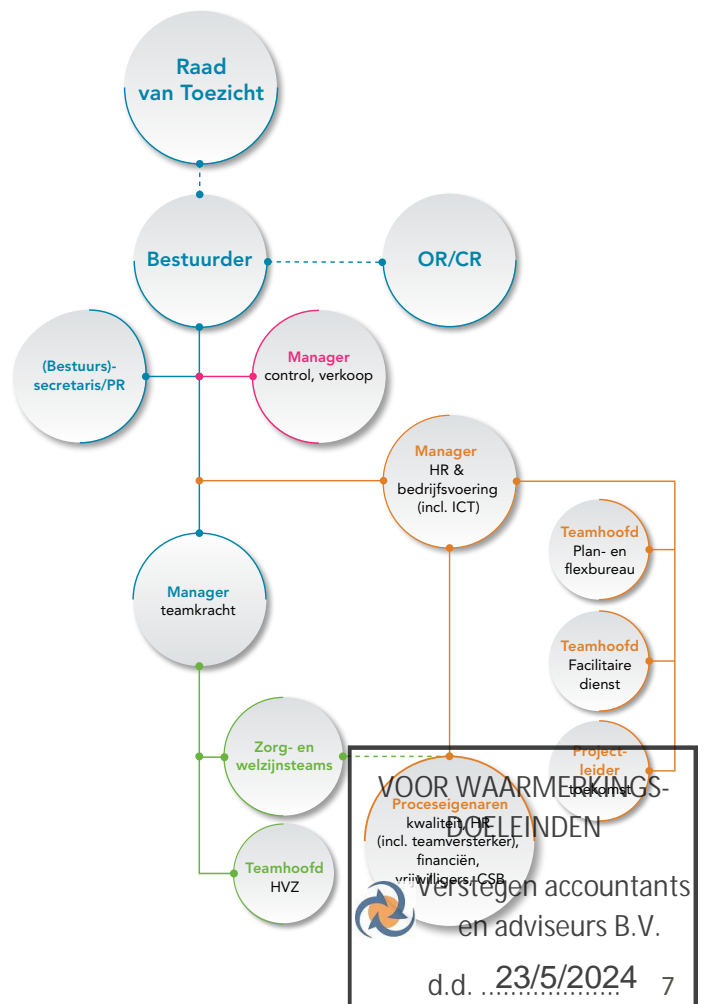 Raad
van Toezicht
Bestuurder
OR/CR
(Bestuurs)-
secretaris/PR
Manager
control, verkoop
Manager
HR &
bedrijfsvoering
(incl. ICT)
Teamhoofd
Plan- en
flexbureau
Manager
teamkracht
Teamhoofd
Facilitaire
dienst
Zorg- en
welzijnsteams
Project-
leider
toekomst
Proceseigenaren
kwaliteit, HR
(incl. teamversterker),
financiën,
vrijwilligers, CSB
Teamhoofd
HVZ
VOOR WAARMERKINGS-
DOELEINDEN
Verstegen accountants
en adviseurs B.V.
d.d. ..23/5/2024
7